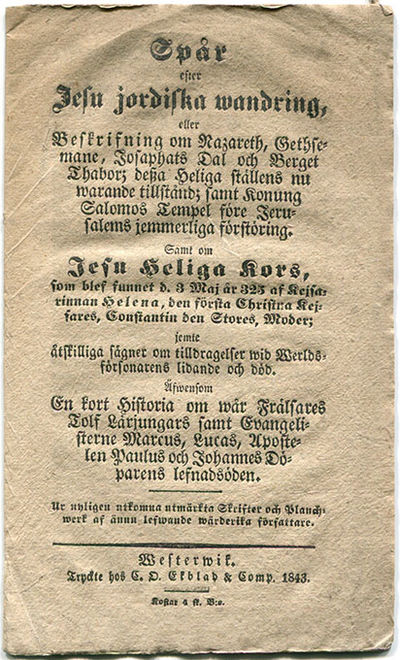 Spår
efter
Jesu jordiska wandring,
eller
Beskrifning om Nazareth, Gethse-
mane, Josaphats Dal och Berget
Thabor; deßa Heliga ställens nu
warande tillstånd; samt Konung
Salomos Tempel före Jeru-
salems jemmerliga förstöring.
Samt om
Jesu Heliga Kors,
som blef funnet d. 3 Maj år 325 af Kejsa-
rinnan Helena, den första Christna Kej-
sares, Constantin den Stores, Moder;
jemte
åtskilliga sägner om tilldragelser wid Werlds-
försonarens lidande och död.
Äfwensom
En kort Historia om wår Frälsares
Tolf Lärjungars samt Evangeli-
sterne Marcus, Lucas, Aposte-
len Paulus och Johannes Dö-
parens lefnadsöden.
Ur nyligen utkomna utmärkta Skrifter och Planch-
werk af ännu lefwande wärderika författare.
Westerwik.
Tryckte hos C. O. Ekblad & Comp. 1843.
Kostar 4 sk. B:o.